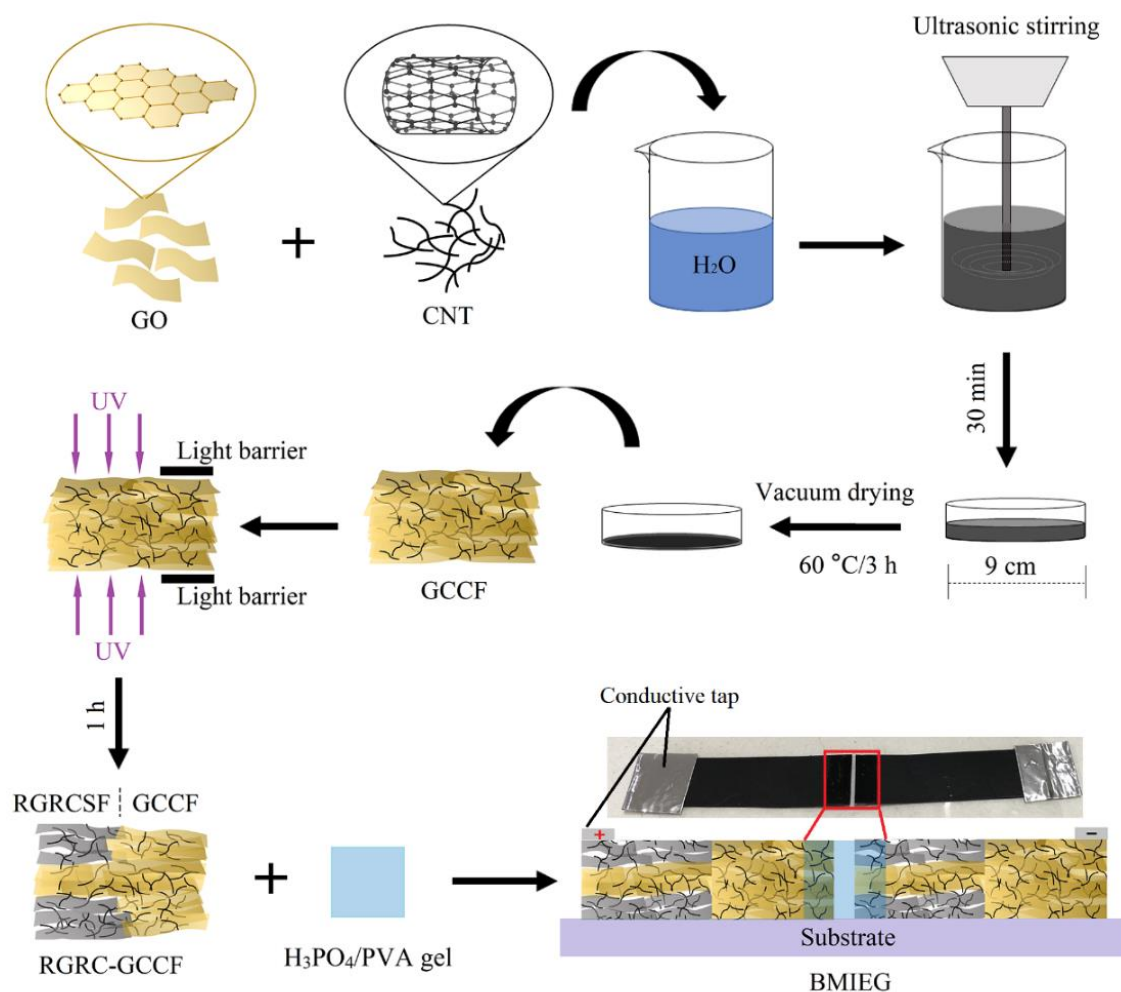 Ultrasonic stirring
H₂O
GO
+
CNT
30 min
UV
Light barrier
Light barrier
UV
GCCF
Vacuum drying
60 °C/3 h
9 cm
1 h
Conductive tap
RGRCSF GCCF
RGRC-GCCF
+
H₃PO₄/PVA gel
+
−
Substrate
BMIEG